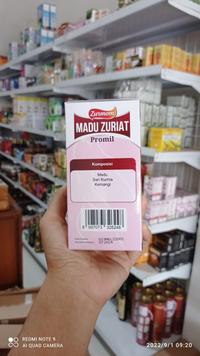 Zurmoon
MADU ZURIAT
Promil
Komposisi
Madu
Sari Kurma
Kemangi
REDMI NOTE 9
AI QUAD CAMERA
2022/9/1 09:20